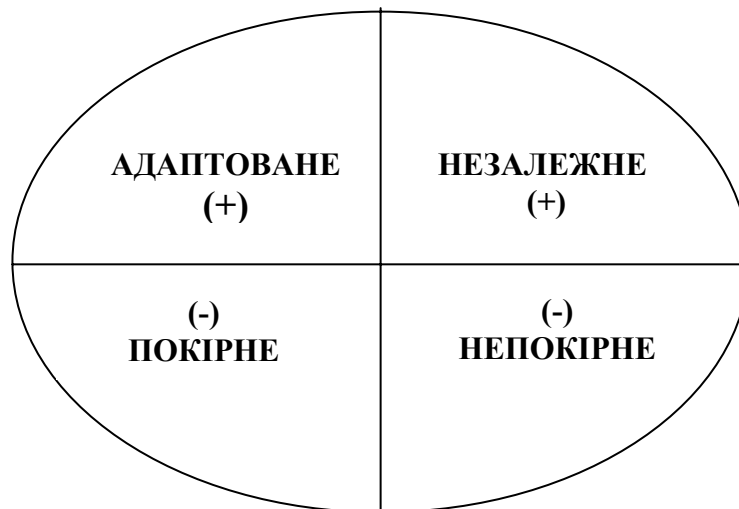 АДАПТОВАНЕ
(+)
НЕЗАЛЕЖНЕ
(+)
(-)
ПОКІРНЕ
(-)
НЕПОКІРНЕ